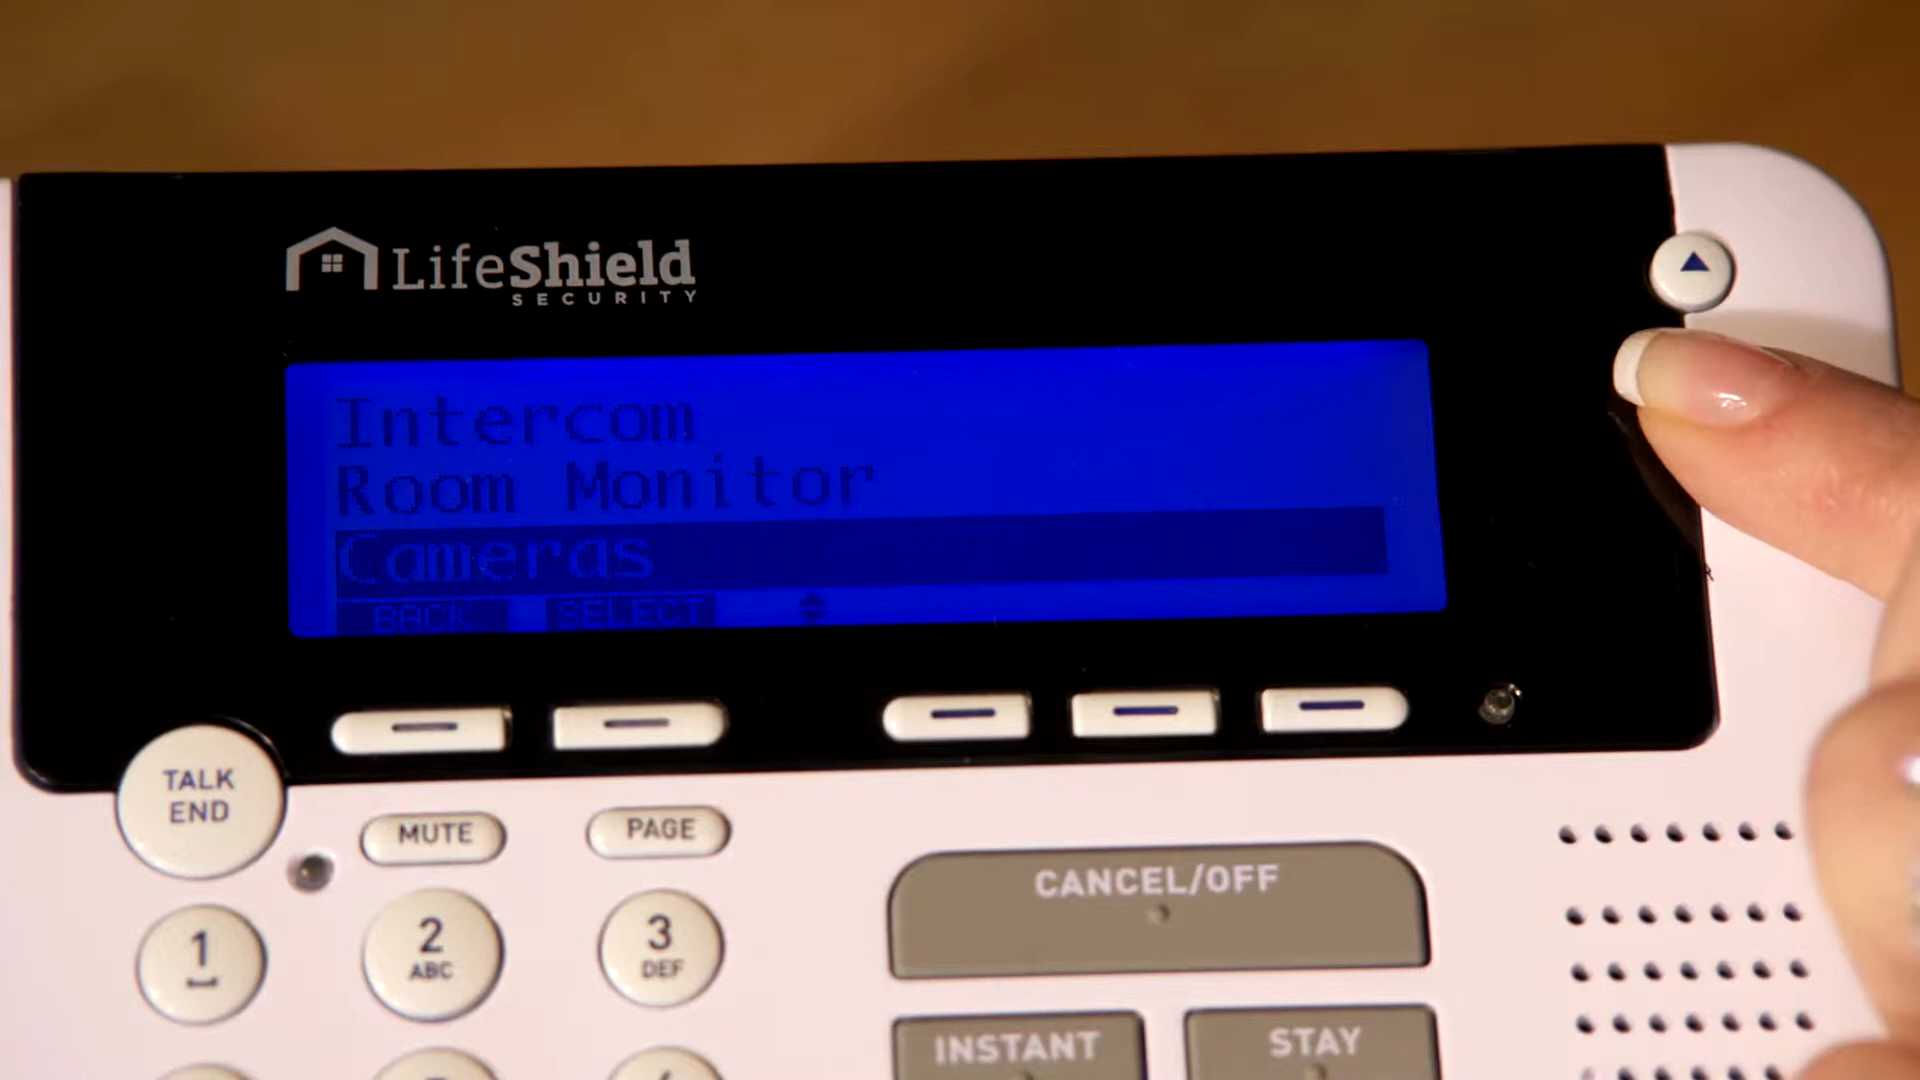 LifeShield
SECURITY
Intercom
Room Monitor
Cameras
BACK SELECT
TALK
END
MUTE
PAGE
1
2
ABC
3
DEF
CANCEL/OFF
INSTANT
STAY